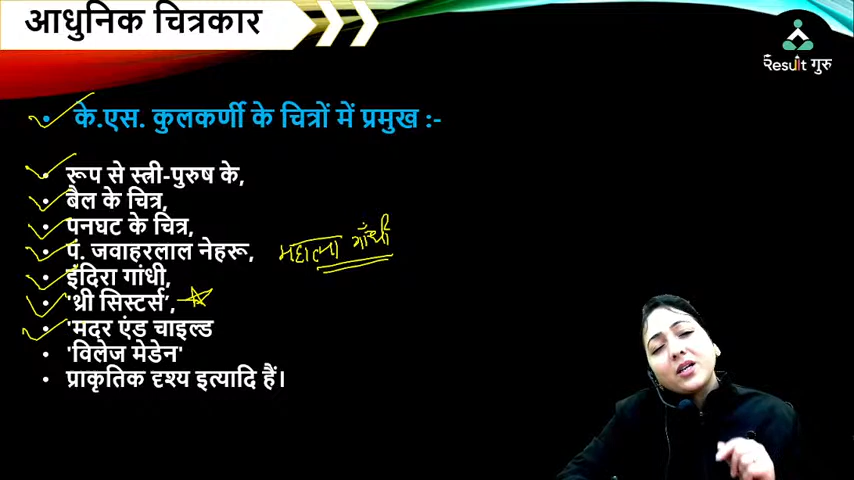 आधुनिक चित्रकार
Result गुरु
के.एस. कुलकर्णी के चित्रों में प्रमुख :-
रूप से स्त्री-पुरुष के,
बैल के चित्र,
पनघट के चित्र,
पं. जवाहरलाल नेहरू,
महात्मा गाँधी
इंदिरा गांधी,
'थ्री सिस्टर्स',
'मदर एंड चाइल्ड
'विलेज मेडेन'
प्राकृतिक दृश्य इत्यादि हैं।